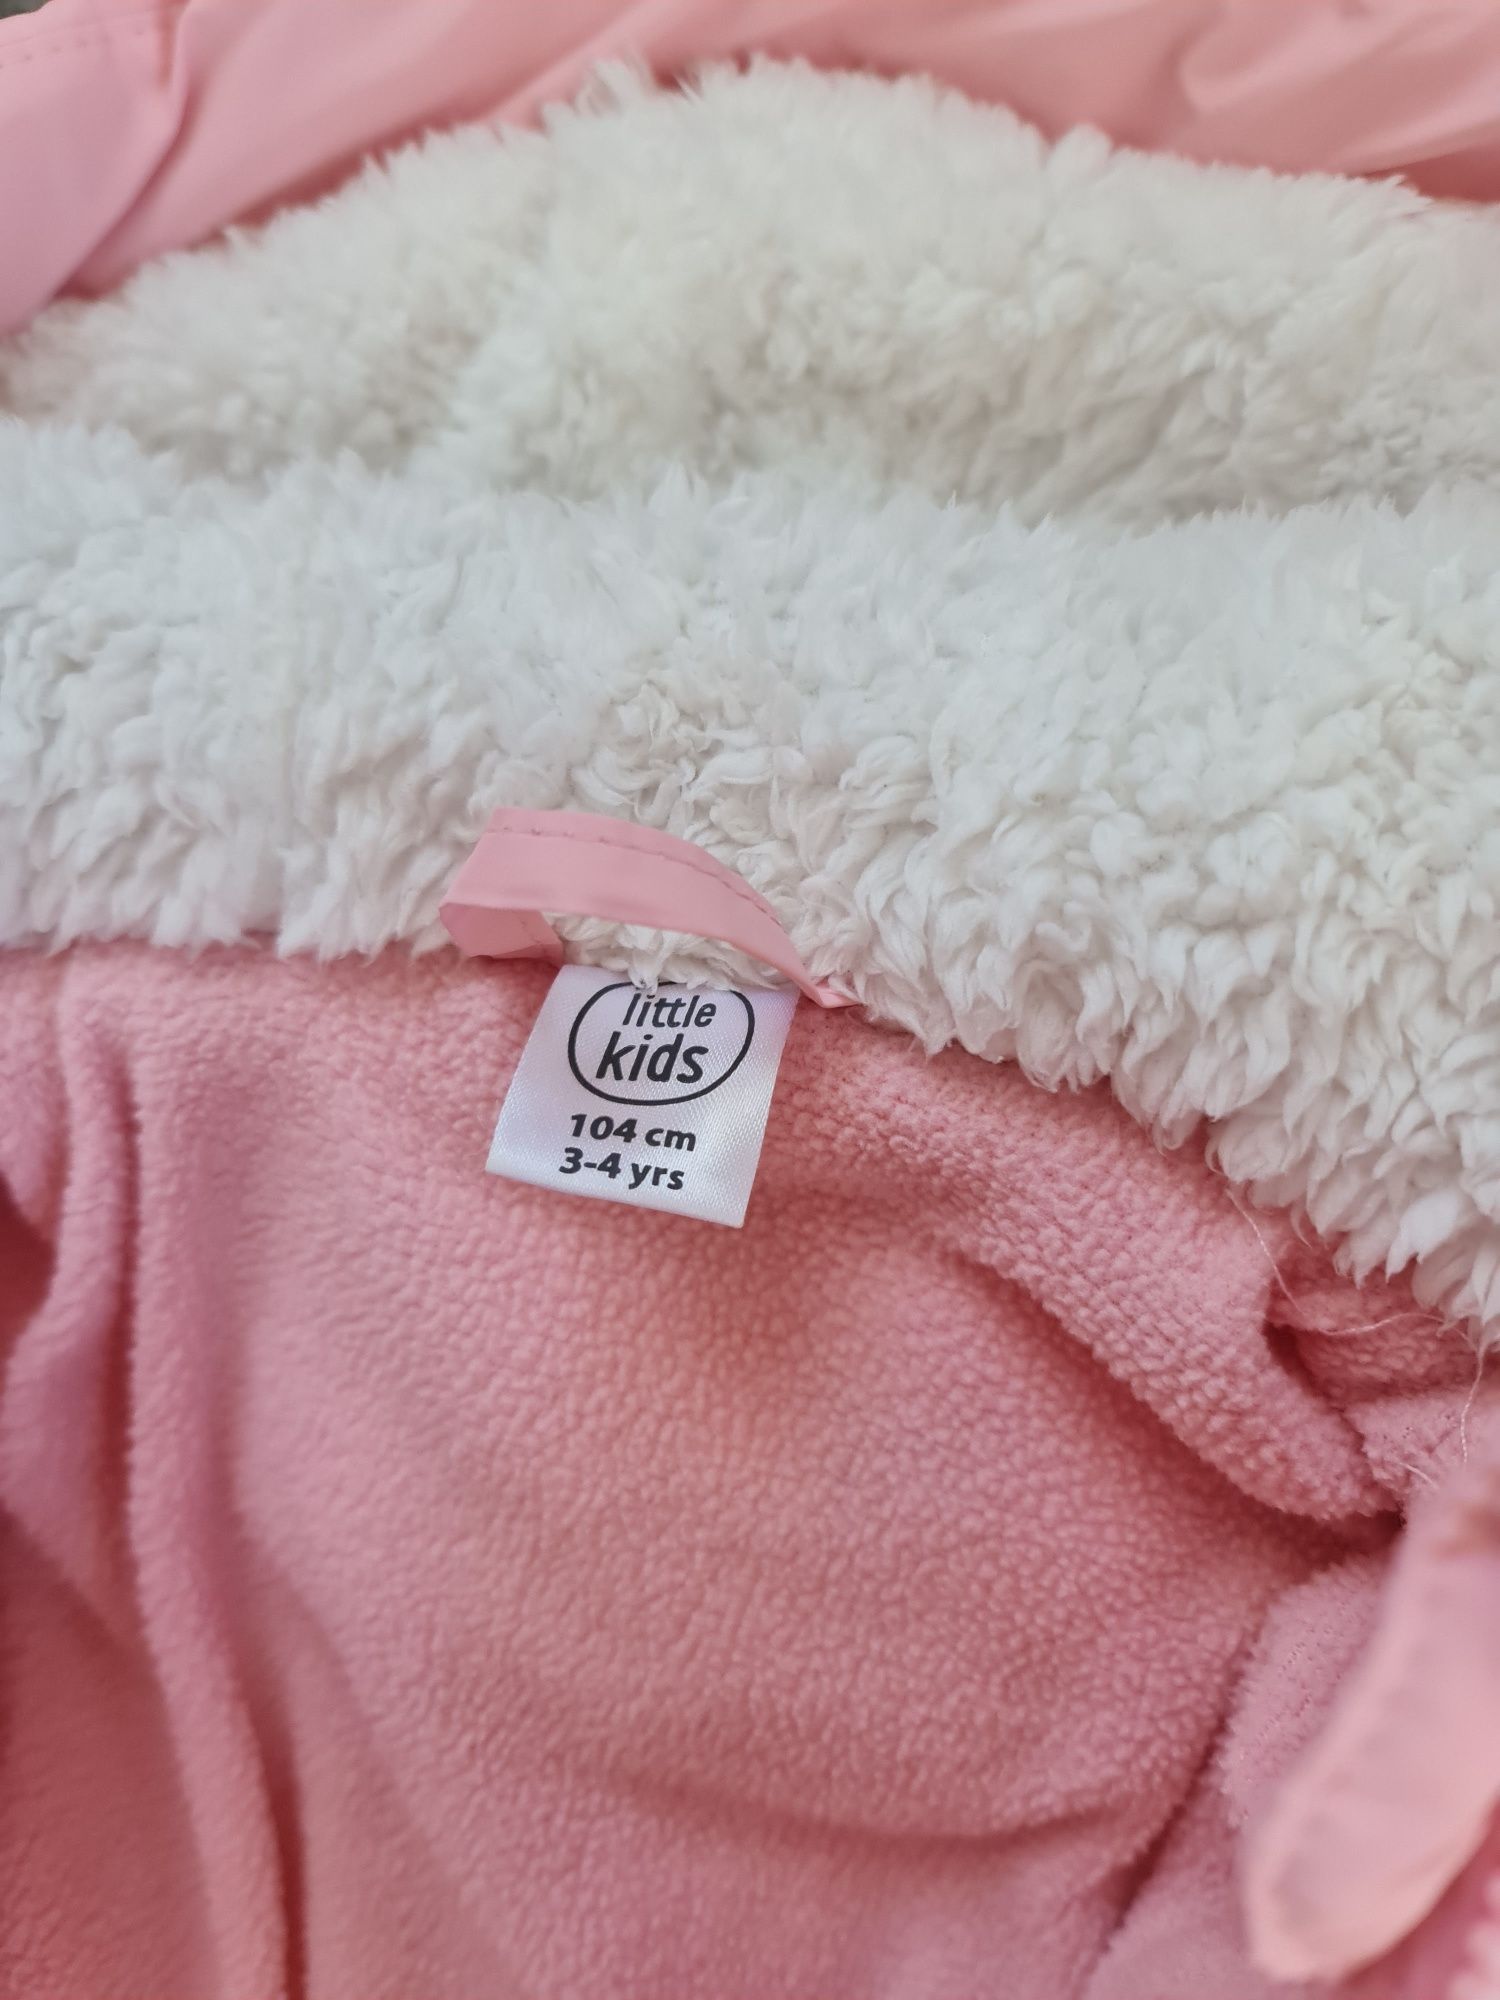 little
kids
104 cm
3-4 yrs